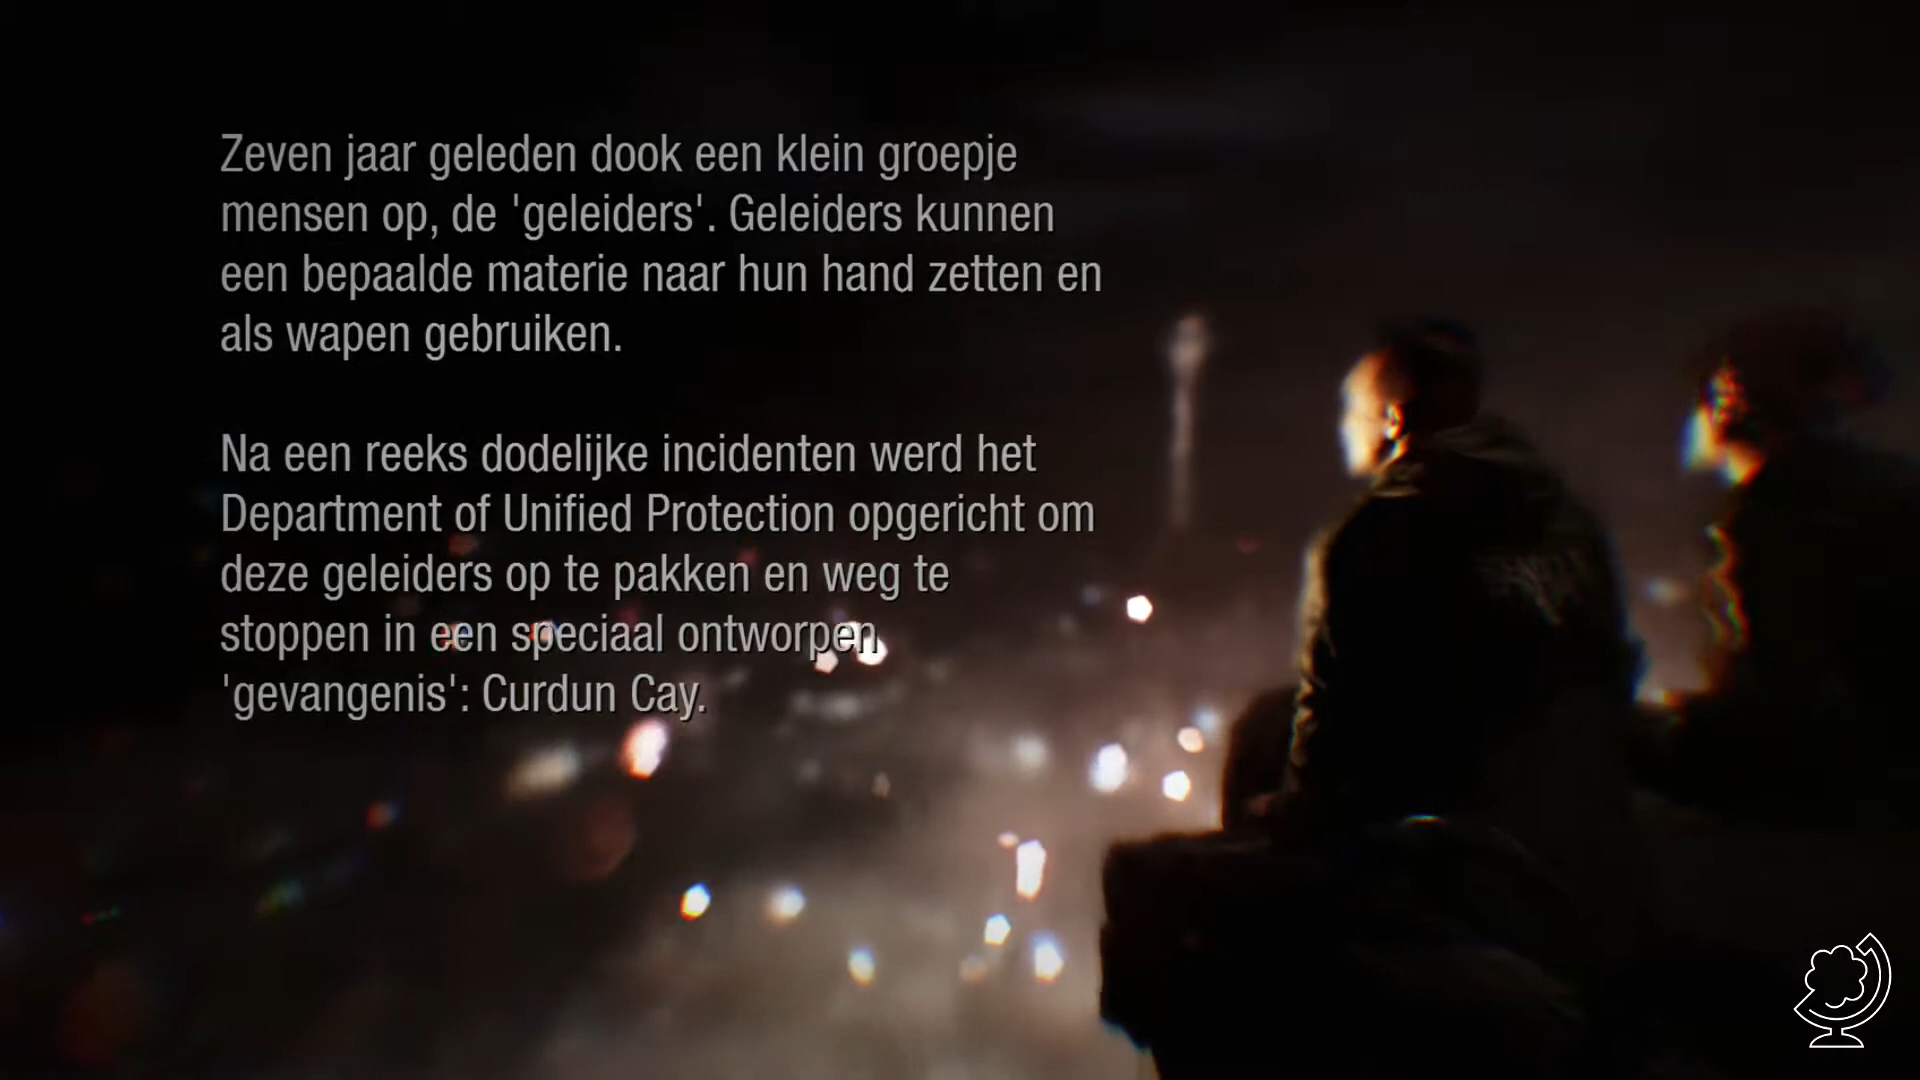 Zeven jaar geleden dook een klein groepje
mensen op, de 'geleiders'. Geleiders kunnen
een bepaalde materie naar hun hand zetten en
als wapen gebruiken.
Na een reeks dodelijke incidenten werd het
Department of Unified Protection opgericht om
deze geleiders op te pakken en weg te
stoppen in een speciaal ontworpen
'gevangenis': Curdun Cay.